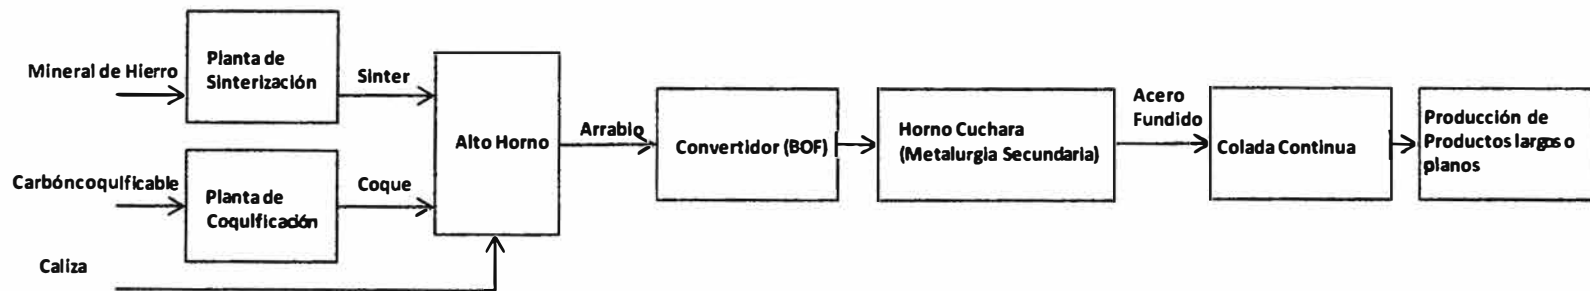 Mineral de Hierro
Planta de
Sinterización
Sinter
Carbóncoquificable
Planta de
Coquificación
Coque
Caliza
Alto Horno
Arrabio
Convertidor (BOF)
Horno Cuchara
(Metalurgia Secundaria)
Acero
Fundido
Colada Continua
Producción de
Productos largos o
planos